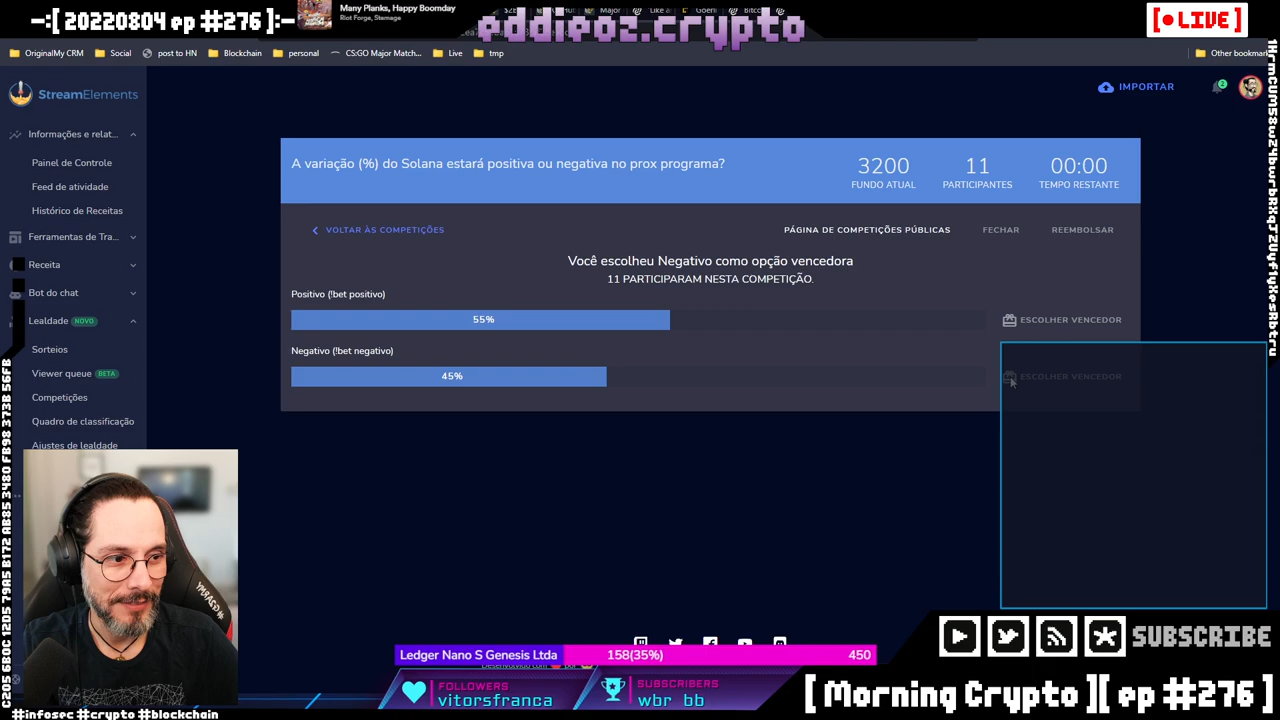 -:[ 20220804 ep #276 ]:-
Many Planks, Happy Boomday
Riot Forge, Stemage
eddieoz.crypto
[●LIVE]
OriginalMy CRM
Social
post to HN
Blockchain
personal
CS:GO Major Match...
Live
tmp
Other bookmar
StreamElements
IMPORTAR
2
Informações e relat...
Painel de Controle
Feed de atividade
Histórico de Receitas
Ferramentas de Tra...
Receita
Bot do chat
Lealdade NOVO
Sorteios
Viewer queue BETA
Competições
Quadro de classificação
Ajustes de lealdade
A variação (%) do Solana estará positiva ou negativa no prox programa?
3200
FUNDO ATUAL
11
PARTICIPANTES
00:00
TEMPO RESTANTE
VOLTAR ÀS COMPETIÇÕES
PÁGINA DE COMPETIÇÕES PÚBLICAS
FECHAR
REEMBOLSAR
Você escolheu Negativo como opção vencedora
11 PARTICIPARAM NESTA COMPETIÇÃO.
Positivo (!bet positivo)
55%
ESCOLHER VENCEDOR
Negativo (!bet negativo)
45%
ESCOLHER VENCEDOR
Ledger Nano S Genesis Ltda
158(35%)
450
FOLLOWERS
vitorsfranca
SUBSCRIBERS
wbr_bb
SUBSCRIBE
[ Morning Crypto ][ ep #276 ]
#infosec #crypto #blockchain